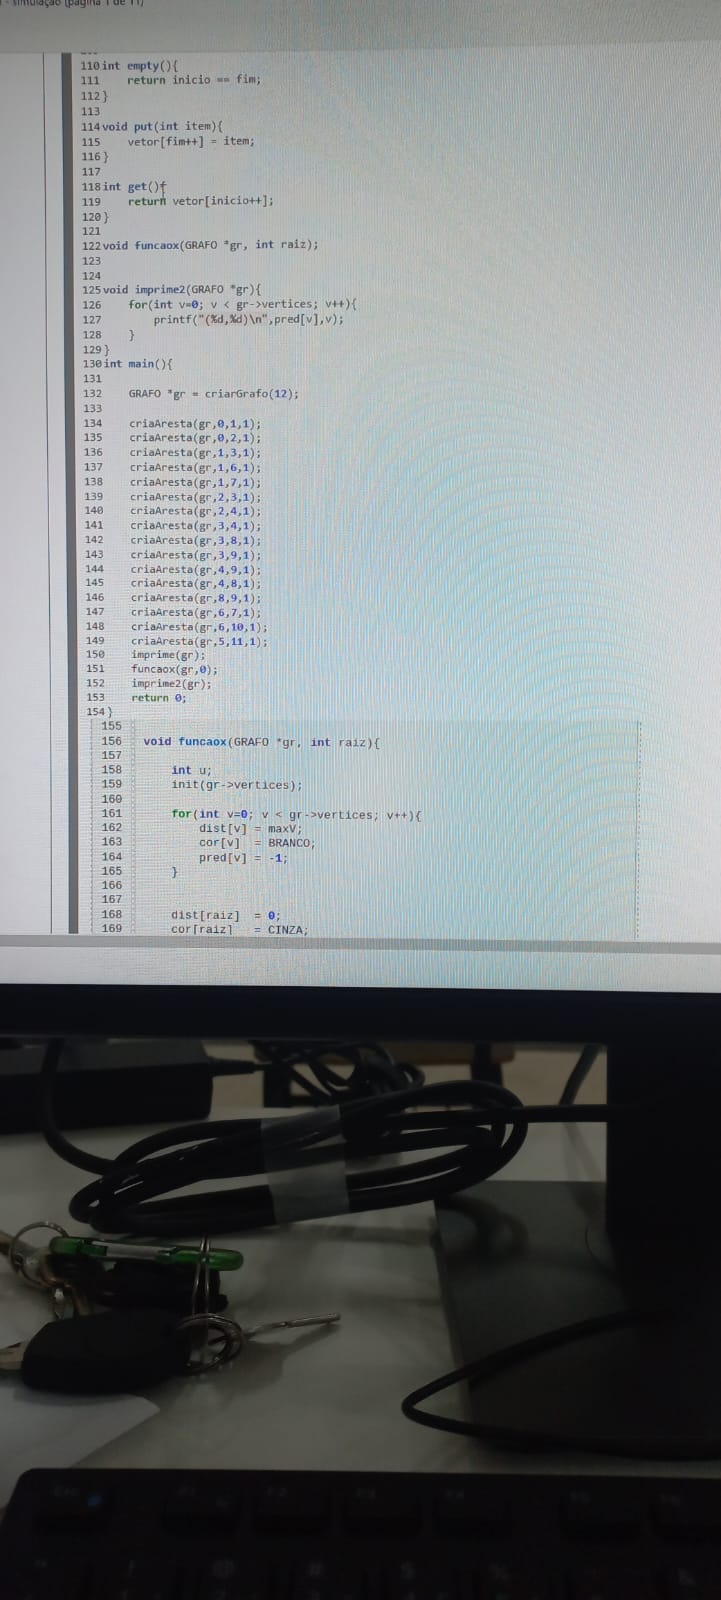 simulação (página 1 de 11)
110 int empty(){
111 return inicio == fim;
112 }
113
114 void put(int item){
115 vetor[fim++] = item;
116 }
117
118 int get(){
119 return vetor[inicio++];
120 }
121
122 void funcaox(GRAFO *gr, int raiz);
123
124
125 void imprime2(GRAFO *gr){
126 for(int v=0; v < gr->vertices; v++){
127 printf("(%d,%d)\n",pred[v],v);
128 }
129 }
130 int main(){
131
132 GRAFO *gr = criarGrafo(12);
133
134 criaAresta(gr,0,1,1);
135 criaAresta(gr,0,2,1);
136 criaAresta(gr,1,3,1);
137 criaAresta(gr,1,6,1);
138 criaAresta(gr,1,7,1);
139 criaAresta(gr,2,3,1);
140 criaAresta(gr,2,4,1);
141 criaAresta(gr,3,4,1);
142 criaAresta(gr,3,8,1);
143 criaAresta(gr,3,9,1);
144 criaAresta(gr,4,9,1);
145 criaAresta(gr,4,8,1);
146 criaAresta(gr,8,9,1);
147 criaAresta(gr,6,7,1);
148 criaAresta(gr,6,10,1);
149 criaAresta(gr,5,11,1);
150 imprime(gr);
151 funcaox(gr,0);
152 imprime2(gr);
153 return 0;
154 }
155
156 void funcaox(GRAFO *gr, int raiz){
157
158 int u;
159 init(gr->vertices);
160
161 for(int v=0; v < gr->vertices; v++){
162 dist[v] = maxV;
163 cor[v] = BRANCO;
164 pred[v] = -1;
165 }
166
167
168 dist[raiz] = 0;
169 cor[raiz] = CINZA;